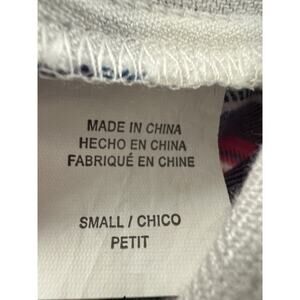 MADE IN CHINA
HECHO EN CHINA
FABRIQUÉ EN CHINE
SMALL / CHICO
PETIT